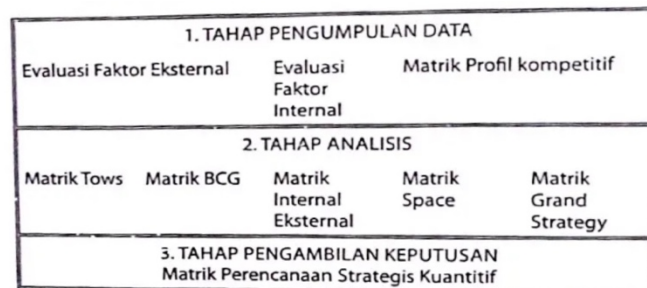 1. TAHAP PENGUMPULAN DATA
Evaluasi Faktor Eksternal Evaluasi Faktor Internal Matrik Profil kompetitif
2. TAHAP ANALISIS
Matrik Tows Matrik BCG Matrik Internal Eksternal Matrik Space Matrik Grand Strategy
3. TAHAP PENGAMBILAN KEPUTUSAN
Matrik Perencanaan Strategis Kuantitif